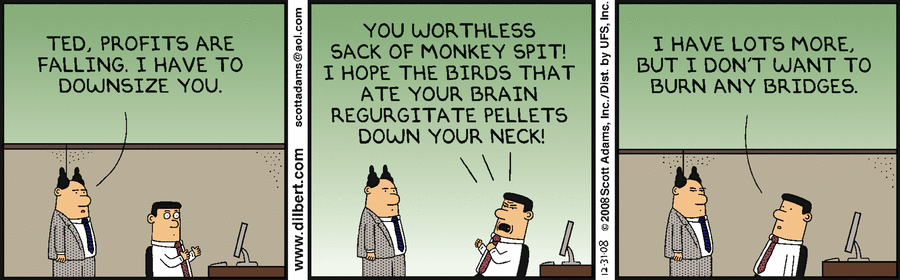 TED, PROFITS ARE
FALLING. I HAVE TO
DOWNSIZE YOU.
www.dilbert.com
scottadams@aol.com
YOU WORTHLESS
SACK OF MONKEY SPIT!
I HOPE THE BIRDS THAT
ATE YOUR BRAIN
REGURGITATE PELLETS
DOWN YOUR NECK!
12-31-08 © 2008 Scott Adams, Inc./Dist. by UFS, Inc.
I HAVE LOTS MORE,
BUT I DON'T WANT TO
BURN ANY BRIDGES.